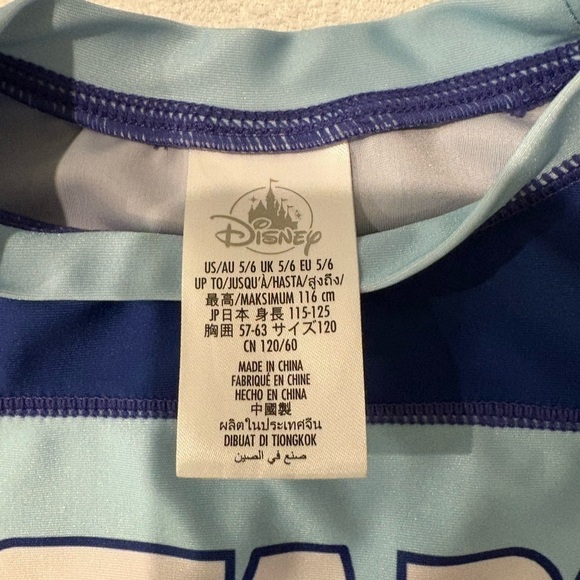 Disney
US/AU 5/6 UK 5/6 EU 5/6
UP TO/JUSQU'À/HASTA/สูงถึง/
最高/MAKSIMUM 116 cm
JP日本 身長 115-125
胸囲 57-63 サイズ120
CN 120/60
MADE IN CHINA
FABRIQUÉ EN CHINE
HECHO EN CHINA
中國製
ผลิตในประเทศจีน
DIBUAT DI TIONGKOK
صنع في الصين